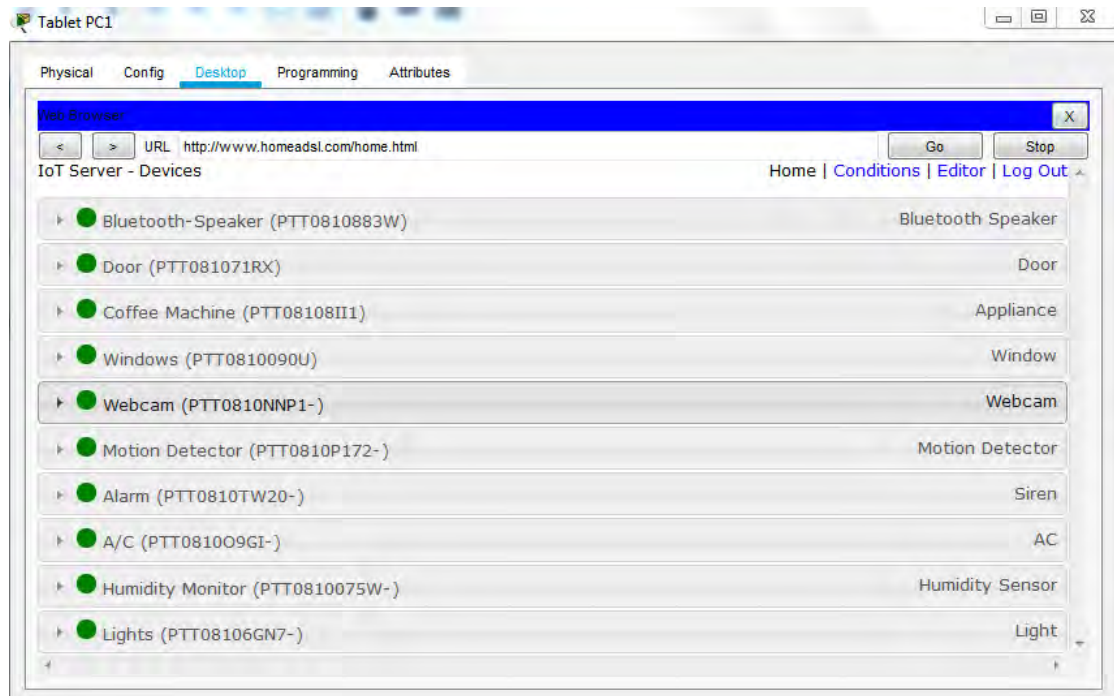 Tablet PC1
Physical Config Desktop Programming Attributes
Web Browser X
< > URL http://www.homeadsl.com/home.html Go Stop
IoT Server - Devices Home | Conditions | Editor | Log Out
Bluetooth-Speaker (PTT0810883W) Bluetooth Speaker
Door (PTT081071RX) Door
Coffee Machine (PTT08108II1) Appliance
Windows (PTT0810090U) Window
Webcam (PTT0810NNP1-) Webcam
Motion Detector (PTT0810P172-) Motion Detector
Alarm (PTT0810TW20-) Siren
A/C (PTT0810O9GI-) AC
Humidity Monitor (PTT0810075W-) Humidity Sensor
Lights (PTT08106GN7-) Light